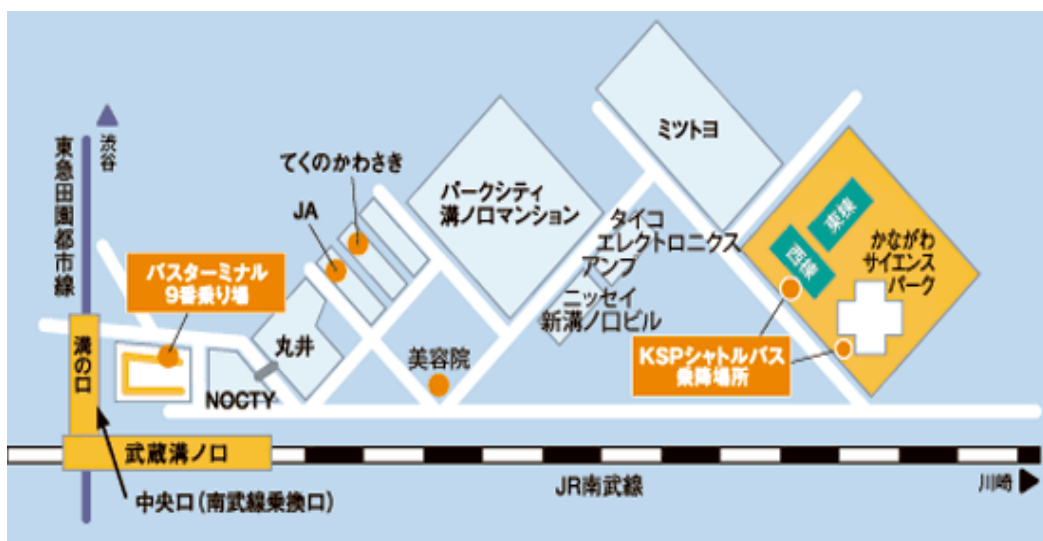 渋谷
東急田園都市線
てくのかわさき
JA
パークシティ
溝ノ口マンション
ミツトヨ
タイコ
エレクトロニクス
アンプ
東棟
西棟
かながわ
サイエンス
パーク
バスターミナル
9番乗り場
ニッセイ
新溝ノ口ビル
丸井
美容院
KSPシャトルバス
乗降場所
溝の口
NOCTY
武蔵溝ノ口
JR南武線
川崎
中央口(南武線乗換口)